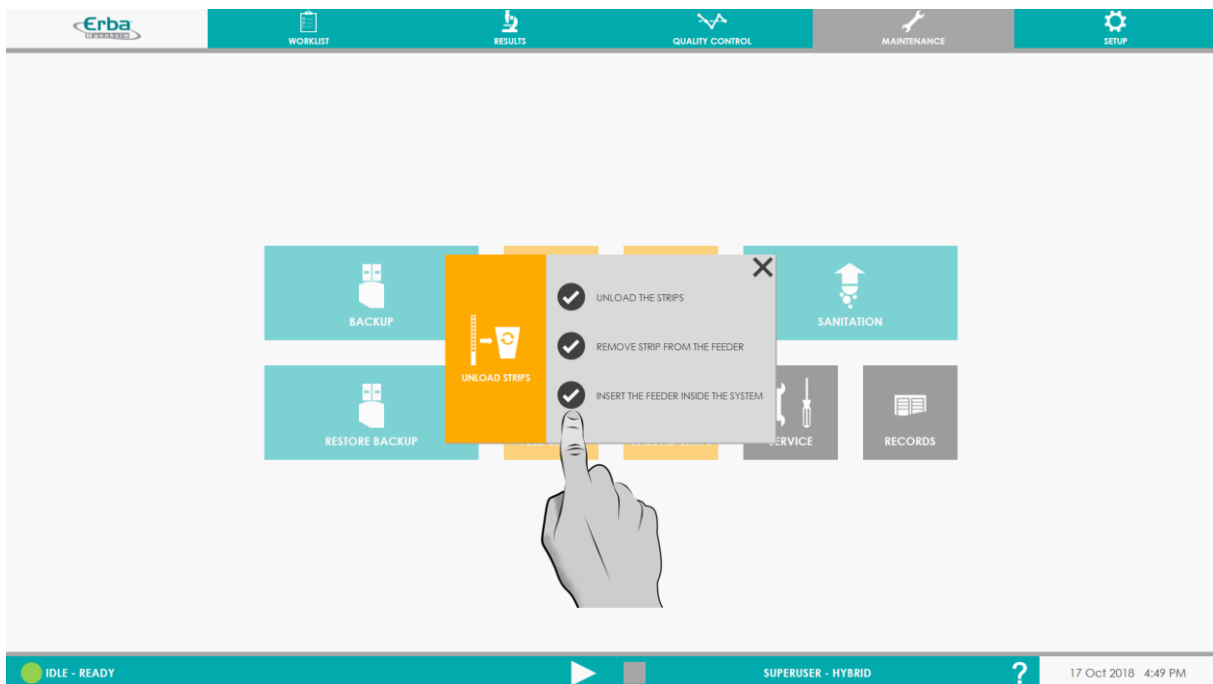 Erba
Mannheim
WORKLIST
RESULTS
QUALITY CONTROL
MAINTENANCE
SETUP
BACKUP
SANITATION
UNLOAD STRIPS
UNLOAD THE STRIPS
REMOVE STRIP FROM THE FEEDER
INSERT THE FEEDER INSIDE THE SYSTEM
RESTORE BACKUP
SERVICE
RECORDS
IDLE - READY
SUPERUSER - HYBRID
?
17 Oct 2018 4:49 PM